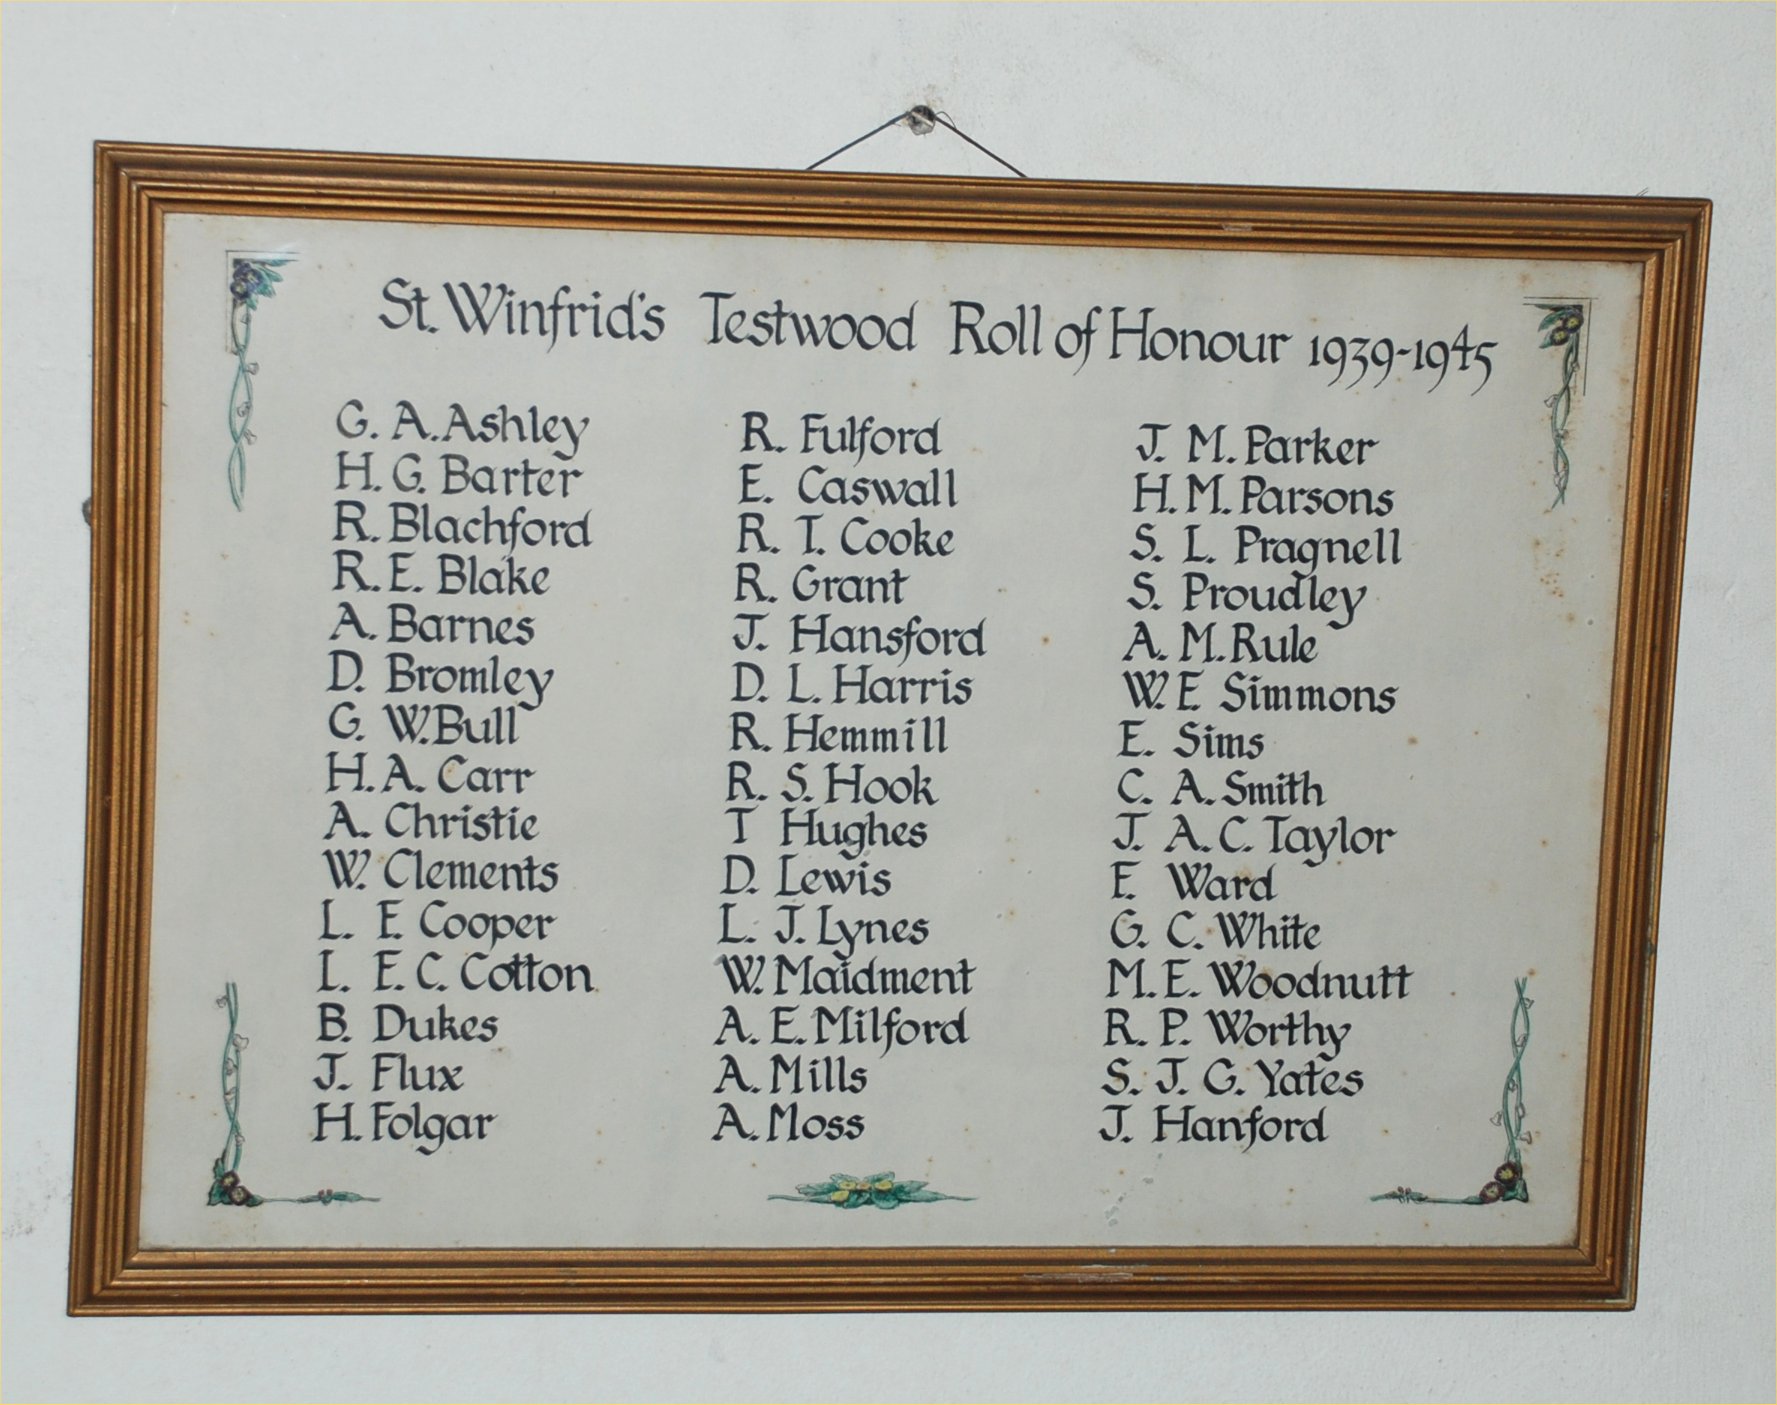 St. Winfrid's Testwood Roll of Honour 1939-1945
G. A. Ashley
H. G. Barter
R. Blachford
R. E. Blake
A. Barnes
D. Bromley
G. W. Bull
H. A. Carr
A. Christie
W. Clements
L. F. Cooper
L. F. C. Cotton
B. Dukes
J. Flux
H. Folgar
R. Fulford
E. Caswall
R. T. Cooke
R. Grant
J. Hansford
D. L. Harris
R. Hemmill
R. S. Hook
T Hughes
D. Lewis
L. J. Lynes
W. Maidment
A. E. Milford
A. Mills
A. Moss
J. M. Parker
H. M. Parsons
S. L. Pragnell
S. Proudley
A. M. Rule
W. E. Simmons
E. Sims
C. A. Smith
J. A. C. Taylor
F. Ward
G. C. White
M. E. Woodnutt
R. P. Worthy
S. J. G. Yates
J. Hanford